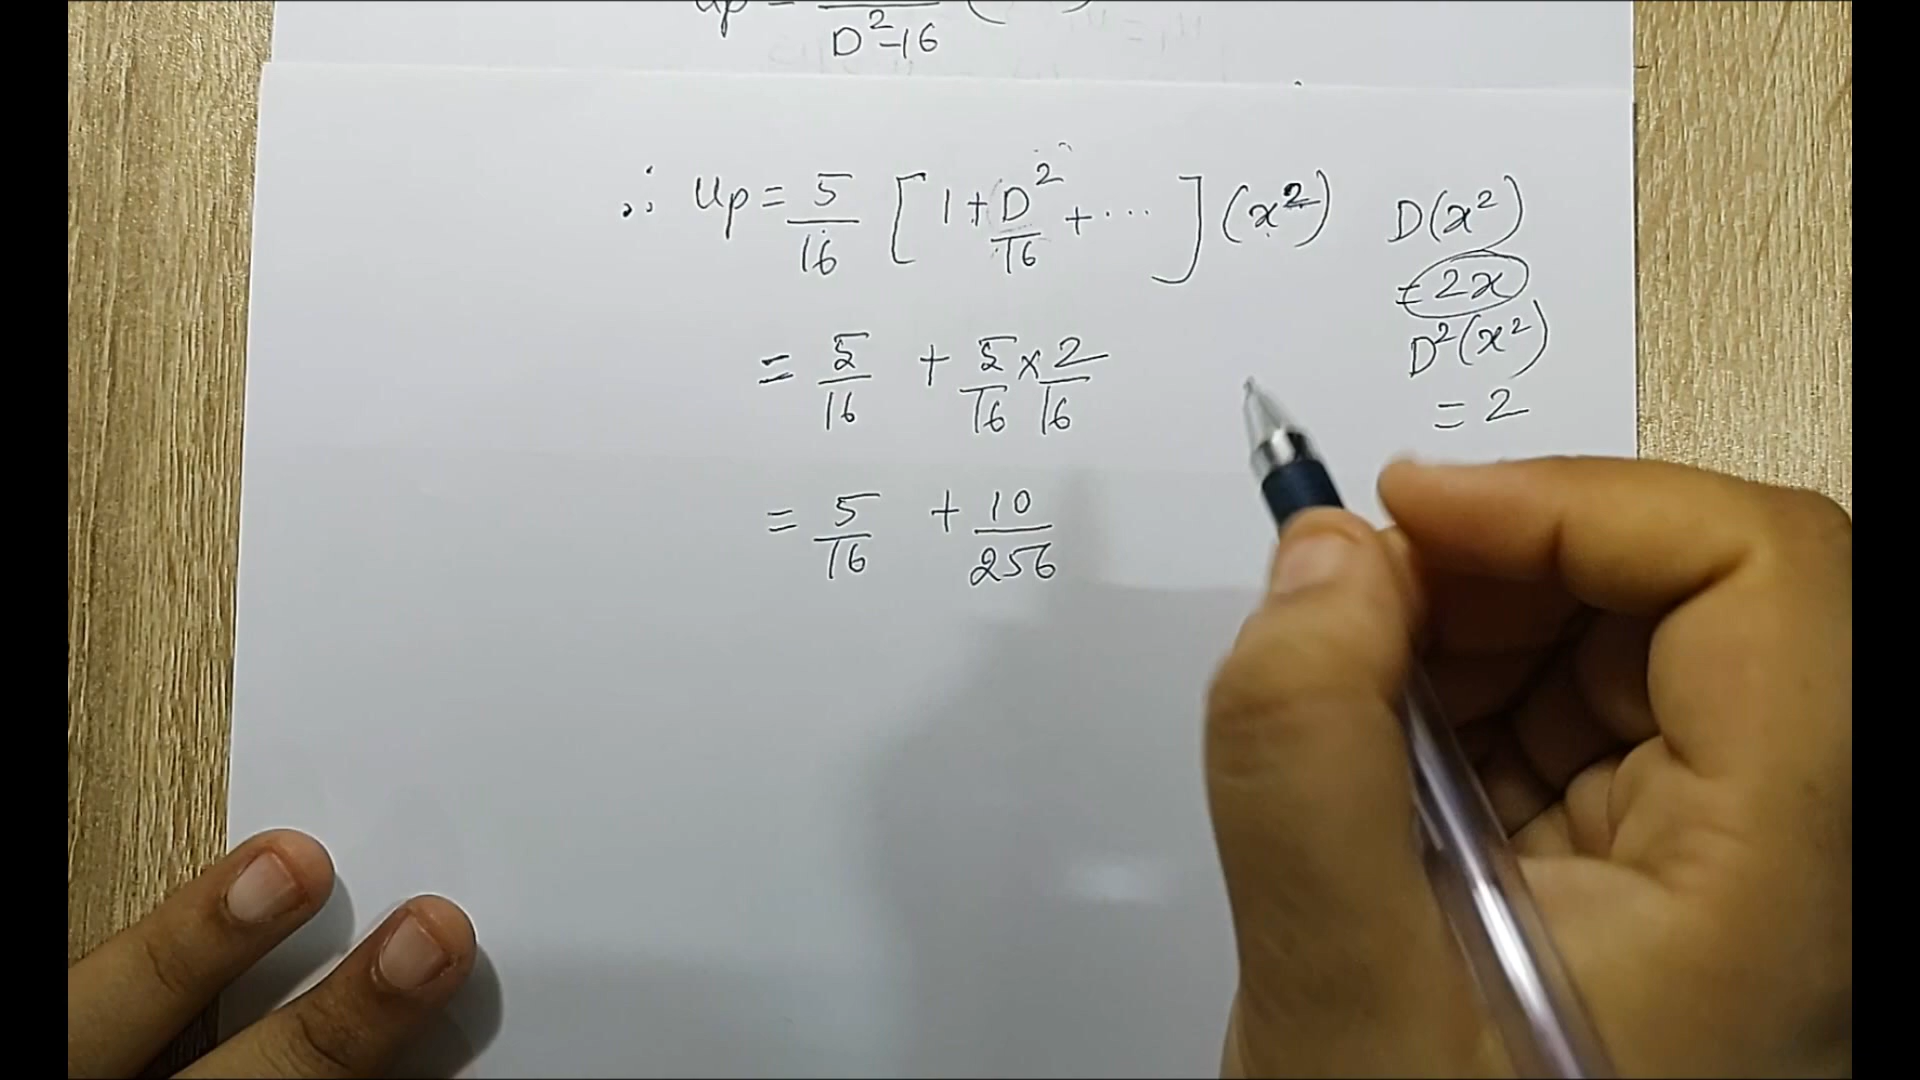 up =
D²-16
∴ up = 5/16 [1 + D²/16 + ...] (x²)
= 5/16 + 5/16 × 2/16
= 5/16 + 10/256
D(x²)
= 2x
D²(x²)
= 2